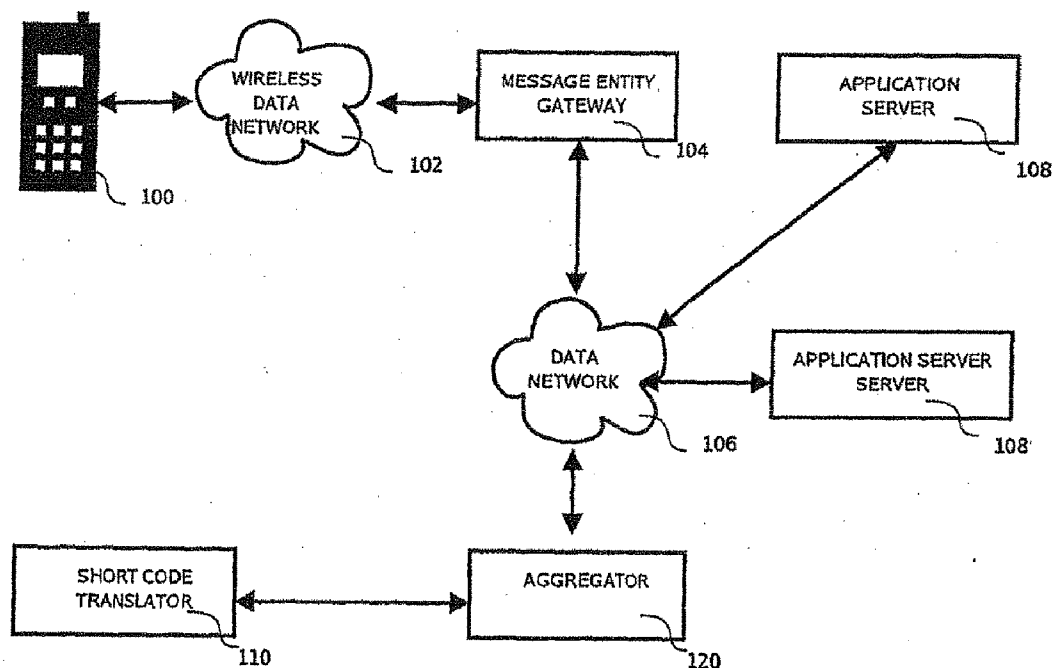 WIRELESS
DATA
NETWORK
102
100
MESSAGE ENTITY
GATEWAY
104
APPLICATION
SERVER
108
DATA
NETWORK
106
APPLICATION SERVER
SERVER
108'
SHORT CODE
TRANSLATOR
110
AGGREGATOR
120